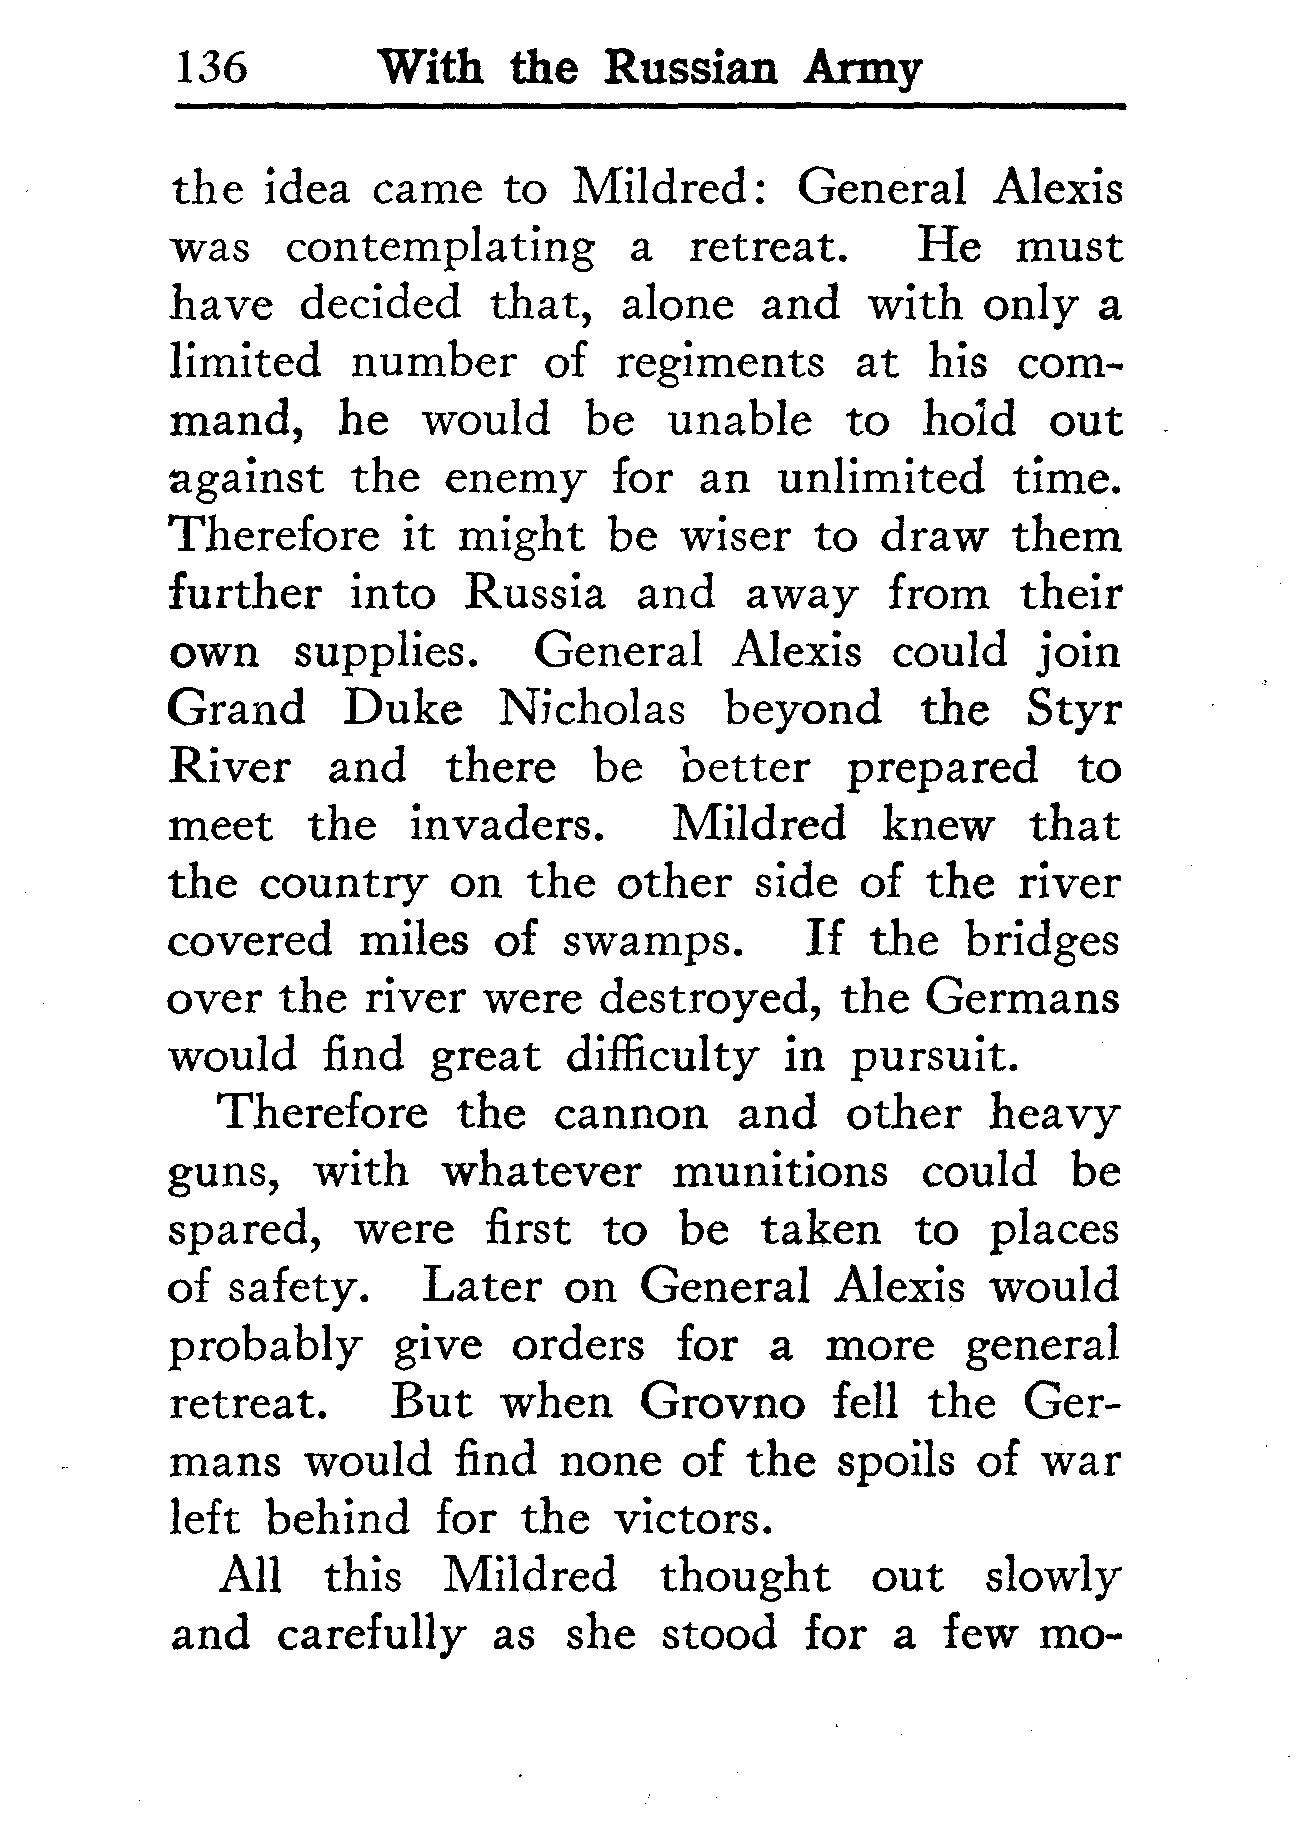 136 With the Russian Army
the idea came to Mildred: General Alexis
was contemplating a retreat. He must
have decided that, alone and with only a
limited number of regiments at his com-
mand, he would be unable to hold out
against the enemy for an unlimited time.
Therefore it might be wiser to draw them
further into Russia and away from their
own supplies. General Alexis could join
Grand Duke Nicholas beyond the Styr
River and there be better prepared to
meet the invaders. Mildred knew that
the country on the other side of the river
covered miles of swamps. If the bridges
over the river were destroyed, the Germans
would find great difficulty in pursuit.
Therefore the cannon and other heavy
guns, with whatever munitions could be
spared, were first to be taken to places
of safety. Later on General Alexis would
probably give orders for a more general
retreat. But when Grovno fell the Ger-
mans would find none of the spoils of war
left behind for the victors.
All this Mildred thought out slowly
and carefully as she stood for a few mo-